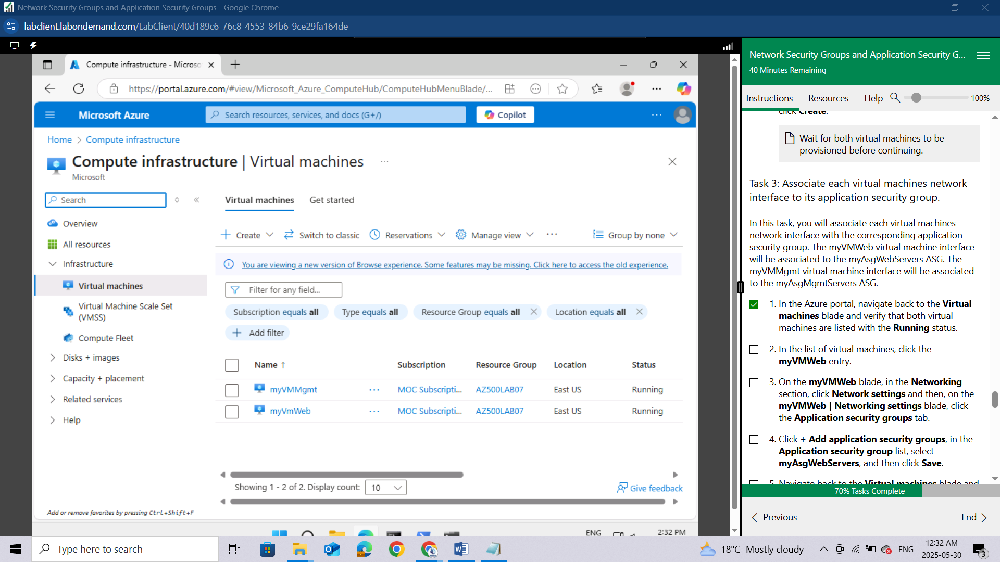 Network Security Groups and Application Security Groups - Google Chrome
labclient.labondemand.com/LabClient/40d189c6-76c8-4553-84b6-9ce29fa164de
Compute infrastructure - Microso
https://portal.azure.com/#view/Microsoft_Azure_ComputeHub/ComputeHubMenuBlade/...
Microsoft Azure
Search resources, services, and docs (G+/)
Copilot
Home > Compute infrastructure
Compute infrastructure | Virtual machines
Microsoft
Search
Overview
All resources
Infrastructure
Virtual machines
Virtual Machine Scale Set
(VMSS)
Compute Fleet
Disks + images
Capacity + placement
Related services
Help
Add or remove favorites by pressing Ctrl+Shift+F
Virtual machines Get started
Create Switch to classic Reservations Manage view ... Group by none
You are viewing a new version of Browse experience. Some features may be missing. Click here to access the old experience.
Filter for any field...
Subscription equals all Type equals all Resource Group equals all Location equals all
Add filter
Name ↑ Subscription Resource Group Location Status
myVMMgmt ... MOC Subscripti... AZ500LAB07 East US Running
myVmWeb ... MOC Subscripti... AZ500LAB07 East US Running
Showing 1 - 2 of 2. Display count: 10
Give feedback
ENG 2:32 PM
Network Security Groups and Application Security G...
40 Minutes Remaining
Instructions Resources Help 100%
click Create.
Wait for both virtual machines to be
provisioned before continuing.
Task 3: Associate each virtual machines network
interface to its application security group.
In this task, you will associate each virtual machines
network interface with the corresponding application
security group. The myVMWeb virtual machine interface
will be associated to the myAsgWebServers ASG. The
myVMMgmt virtual machine interface will be associated
to the myAsgMgmtServers ASG.
1. In the Azure portal, navigate back to the Virtual
machines blade and verify that both virtual
machines are listed with the Running status.
2. In the list of virtual machines, click the
myVMWeb entry.
3. On the myVMWeb blade, in the Networking
section, click Network settings and then, on the
myVMWeb | Networking settings blade, click
the Application security groups tab.
4. Click + Add application security groups, in the
Application security group list, select
myAsgWebServers, and then click Save.
5. Navigate back to the Virtual machines blade and
70% Tasks Complete
Previous End
Type here to search
18°C Mostly cloudy
ENG
12:32 AM
2025-05-30
3